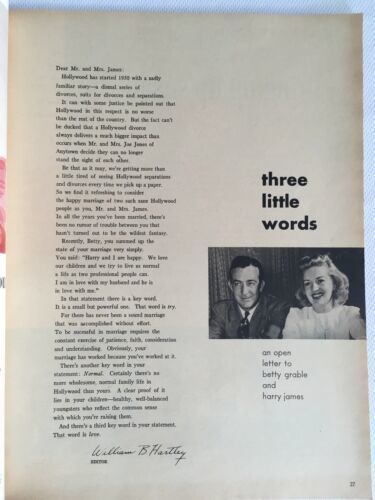 Dear Mr. and Mrs. James:
Hollywood has started 1950 with a sadly
familiar story—a dismal series of
divorces, suits for divorces and separations.
It can with some justice be pointed out that
Hollywood in this respect is no worse
than the rest of the country. But the fact can't
be ducked that a Hollywood divorce
always delivers a much bigger impact than
occurs when Mr. and Mrs. Joe Jones of
Anytown decide they can no longer
stand the sight of each other.
Be that as it may, we're getting more than
a little tired of seeing Hollywood separations
and divorces every time we pick up a paper.
So we find it refreshing to consider
the happy marriage of two such sane Hollywood
people as you, Mr. and Mrs. James.
In all the years you've been married, there's
been no rumor of trouble between you that
hasn't turned out to be the wildest fantasy.
Recently, Betty, you summed up the
state of your marriage very simply.
You said: "Harry and I are happy. We love
our children and we try to live as normal
a life as two professional people can.
I am in love with my husband and he is
in love with me."
In that statement there is a key word.
It is a small but powerful one. That word is try.
For there has never been a sound marriage
that was accomplished without effort.
To be sucessful in marriage requires the
constant exercise of patience, faith, consideration
and understanding. Obviously, your
marriage has worked because you've worked at it.
There's another key word in your
statement: Normal. Certainly there's no
more wholesome, normal family life in
Hollywood than yours. A clear proof of it
lies in your children—healthy, well-balanced
youngsters who reflect the common sense
with which you're raising them.
And there's a third key word in your statement.
That word is love.
William B. Hartley
EDITOR
three
little
words
an open
letter to
betty grable
and
harry james
27